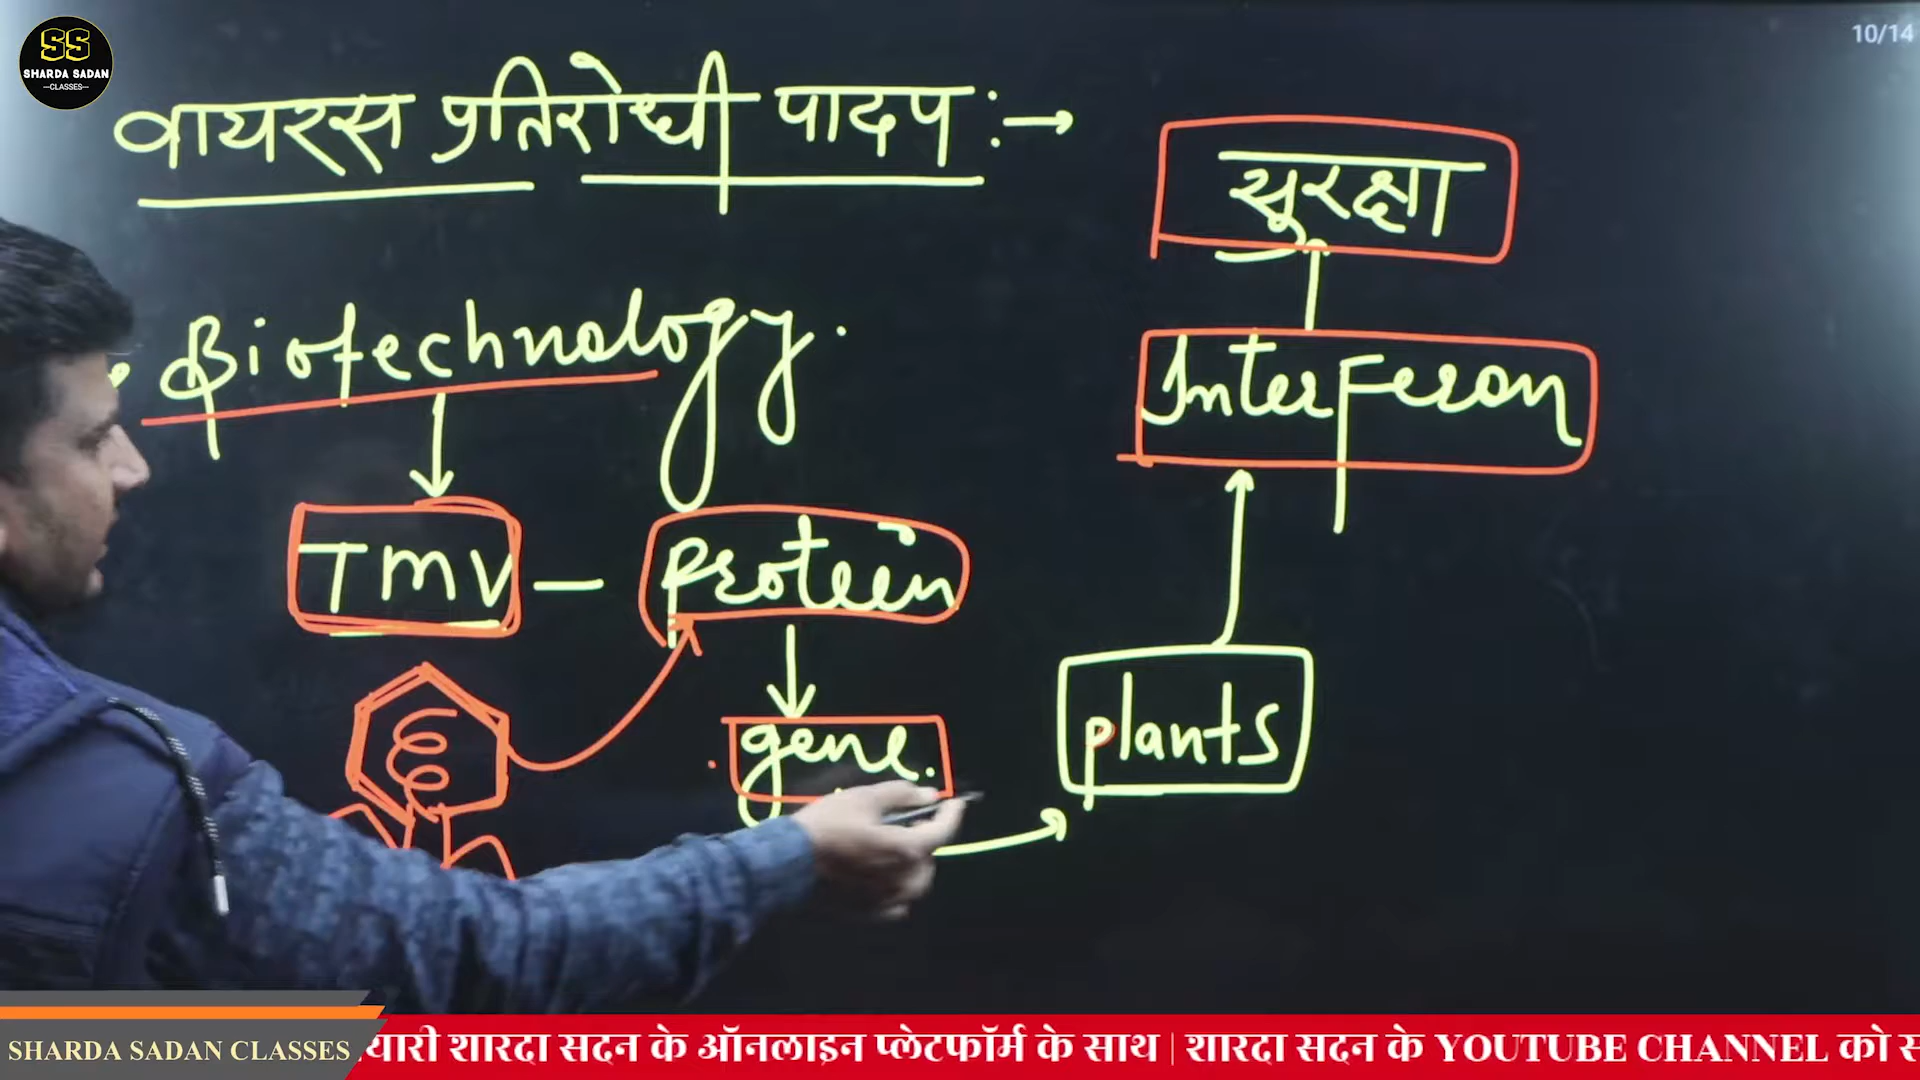 SS
SHARDA SADAN
—CLASSES—
10/14
वायरस प्रतिरोधी पादप :→
सुरक्षा
Biotechnology.
Interferon
TMV — Protein
gene.
plants
SHARDA SADAN CLASSES
यारी शारदा सदन के ऑनलाइन प्लेटफॉर्म के साथ | शारदा सदन के YOUTUBE CHANNEL को स